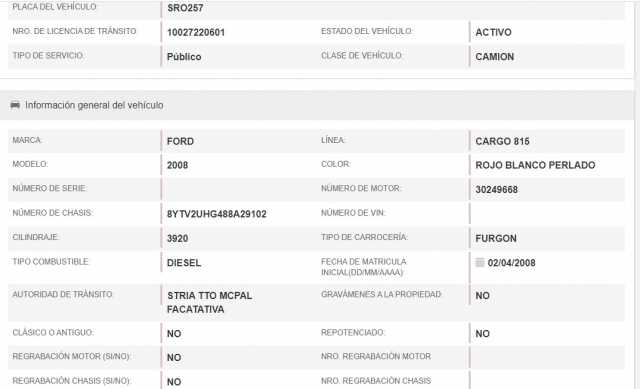 PLACA DEL VEHÍCULO: SRO257
NRO. DE LICENCIA DE TRÁNSITO: 10027220601 ESTADO DEL VEHÍCULO: ACTIVO
TIPO DE SERVICIO: Público CLASE DE VEHÍCULO: CAMION
Información general del vehículo
MARCA: FORD LÍNEA: CARGO 815
MODELO: 2008 COLOR: ROJO BLANCO PERLADO
NÚMERO DE SERIE: NÚMERO DE MOTOR: 30249668
NÚMERO DE CHASIS: 8YTV2UHG488A29102 NÚMERO DE VIN:
CILINDRAJE: 3920 TIPO DE CARROCERÍA: FURGON
TIPO COMBUSTIBLE: DIESEL FECHA DE MATRICULA INICIAL(DD/MM/AAAA): 02/04/2008
AUTORIDAD DE TRÁNSITO: STRIA TTO MCPAL FACATATIVA GRAVÁMENES A LA PROPIEDAD: NO
CLÁSICO O ANTIGUO: NO REPOTENCIADO: NO
REGRABACIÓN MOTOR (SI/NO): NO NRO. REGRABACIÓN MOTOR
REGRABACIÓN CHASIS (SI/NO): NO NRO. REGRABACIÓN CHASIS